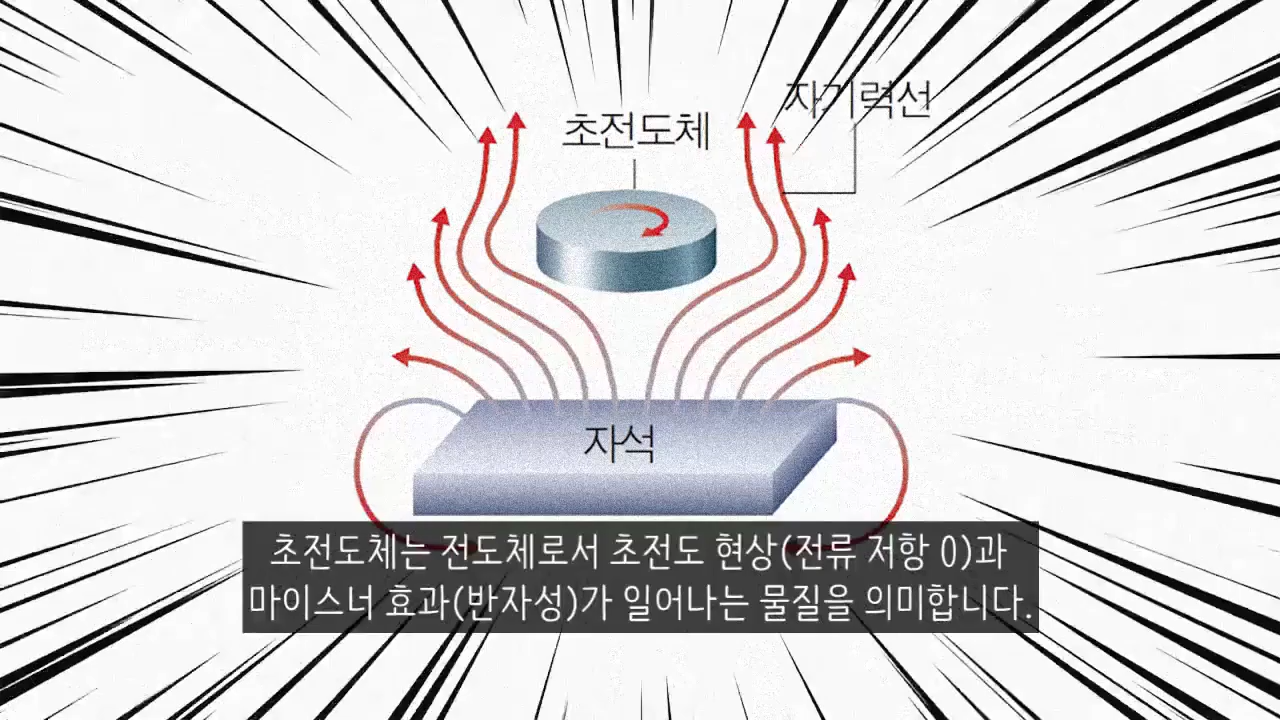 자기력선
초전도체
자석
초전도체는 전도체로서 초전도 현상(전류 저항 0)과
마이스너 효과(반자성)가 일어나는 물질을 의미합니다.